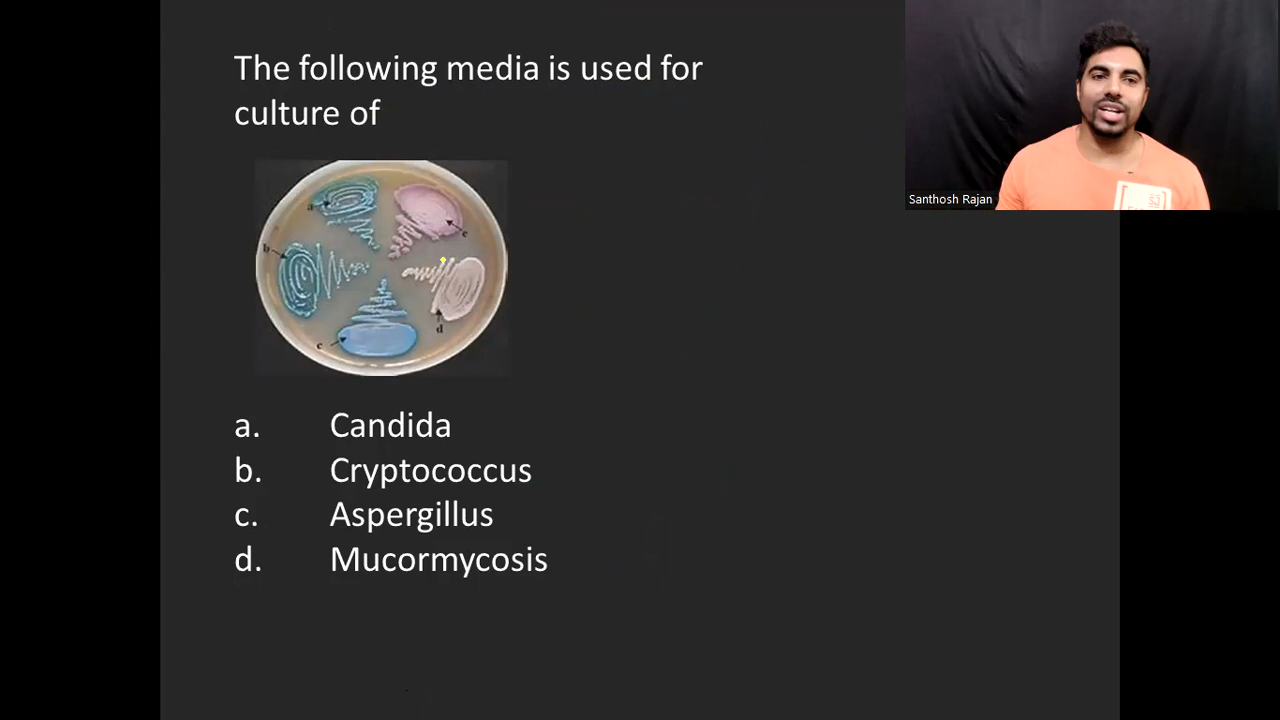 The following media is used for
culture of
a
e
b
d
c
Santhosh Rajan
a. Candida
b. Cryptococcus
c. Aspergillus
d. Mucormycosis